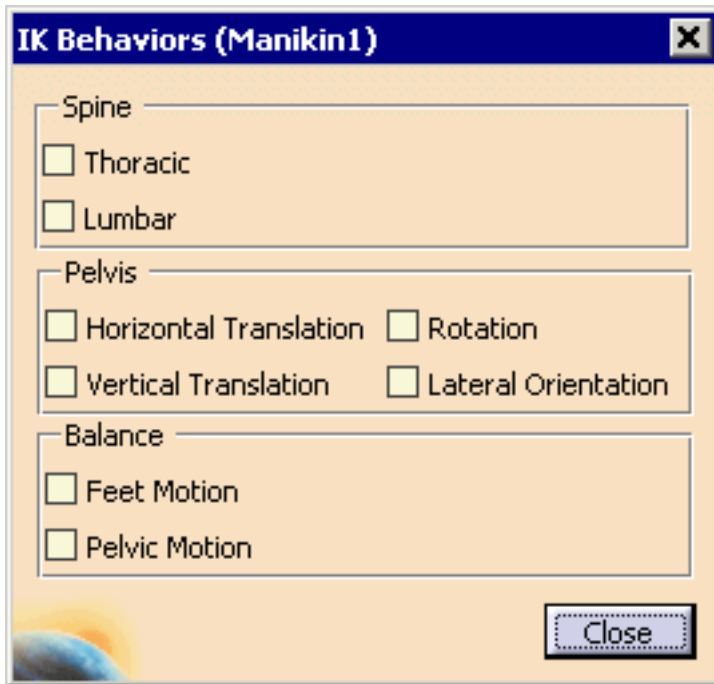 IK Behaviors (Manikin1)
Spine
Thoracic
Lumbar
Pelvis
Horizontal Translation Rotation
Vertical Translation Lateral Orientation
Balance
Feet Motion
Pelvic Motion
Close